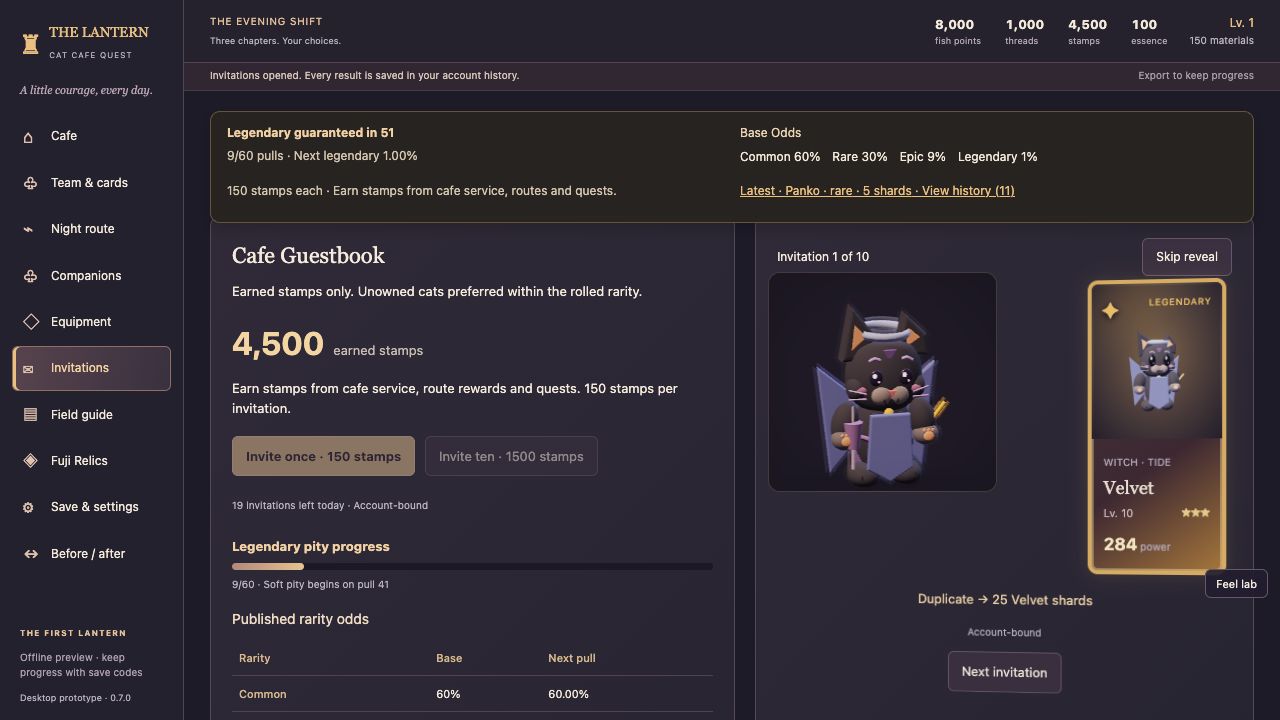 THE LANTERN
CAT CAFE QUEST
A little courage, every day.
Cafe
Team & cards
Night route
Companions
Equipment
Invitations
Field guide
Fuji Relics
Save & settings
Before / after
THE FIRST LANTERN
Offline preview · keep
progress with save codes
Desktop prototype · 0.7.0
THE EVENING SHIFT
Three chapters. Your choices.
8,000
fish points
1,000
threads
4,500
stamps
100
essence
Lv. 1
150 materials
Invitations opened. Every result is saved in your account history.
Export to keep progress
Legendary guaranteed in 51
9/60 pulls · Next legendary 1.00%
150 stamps each · Earn stamps from cafe service, routes and quests.
Base Odds
Common 60% Rare 30% Epic 9% Legendary 1%
Latest · Panko · rare · 5 shards · View history (11)
Cafe Guestbook
Earned stamps only. Unowned cats preferred within the rolled rarity.
4,500 earned stamps
Earn stamps from cafe service, route rewards and quests. 150 stamps per
invitation.
Invite once · 150 stamps
Invite ten · 1500 stamps
19 invitations left today · Account-bound
Legendary pity progress
9/60 · Soft pity begins on pull 41
Published rarity odds
Rarity Base Next pull
Common 60% 60.00%
Invitation 1 of 10
Skip reveal
LEGENDARY
WITCH · TIDE
Velvet
Lv. 10
284 power
Feel lab
Duplicate → 25 Velvet shards
Account-bound
Next invitation